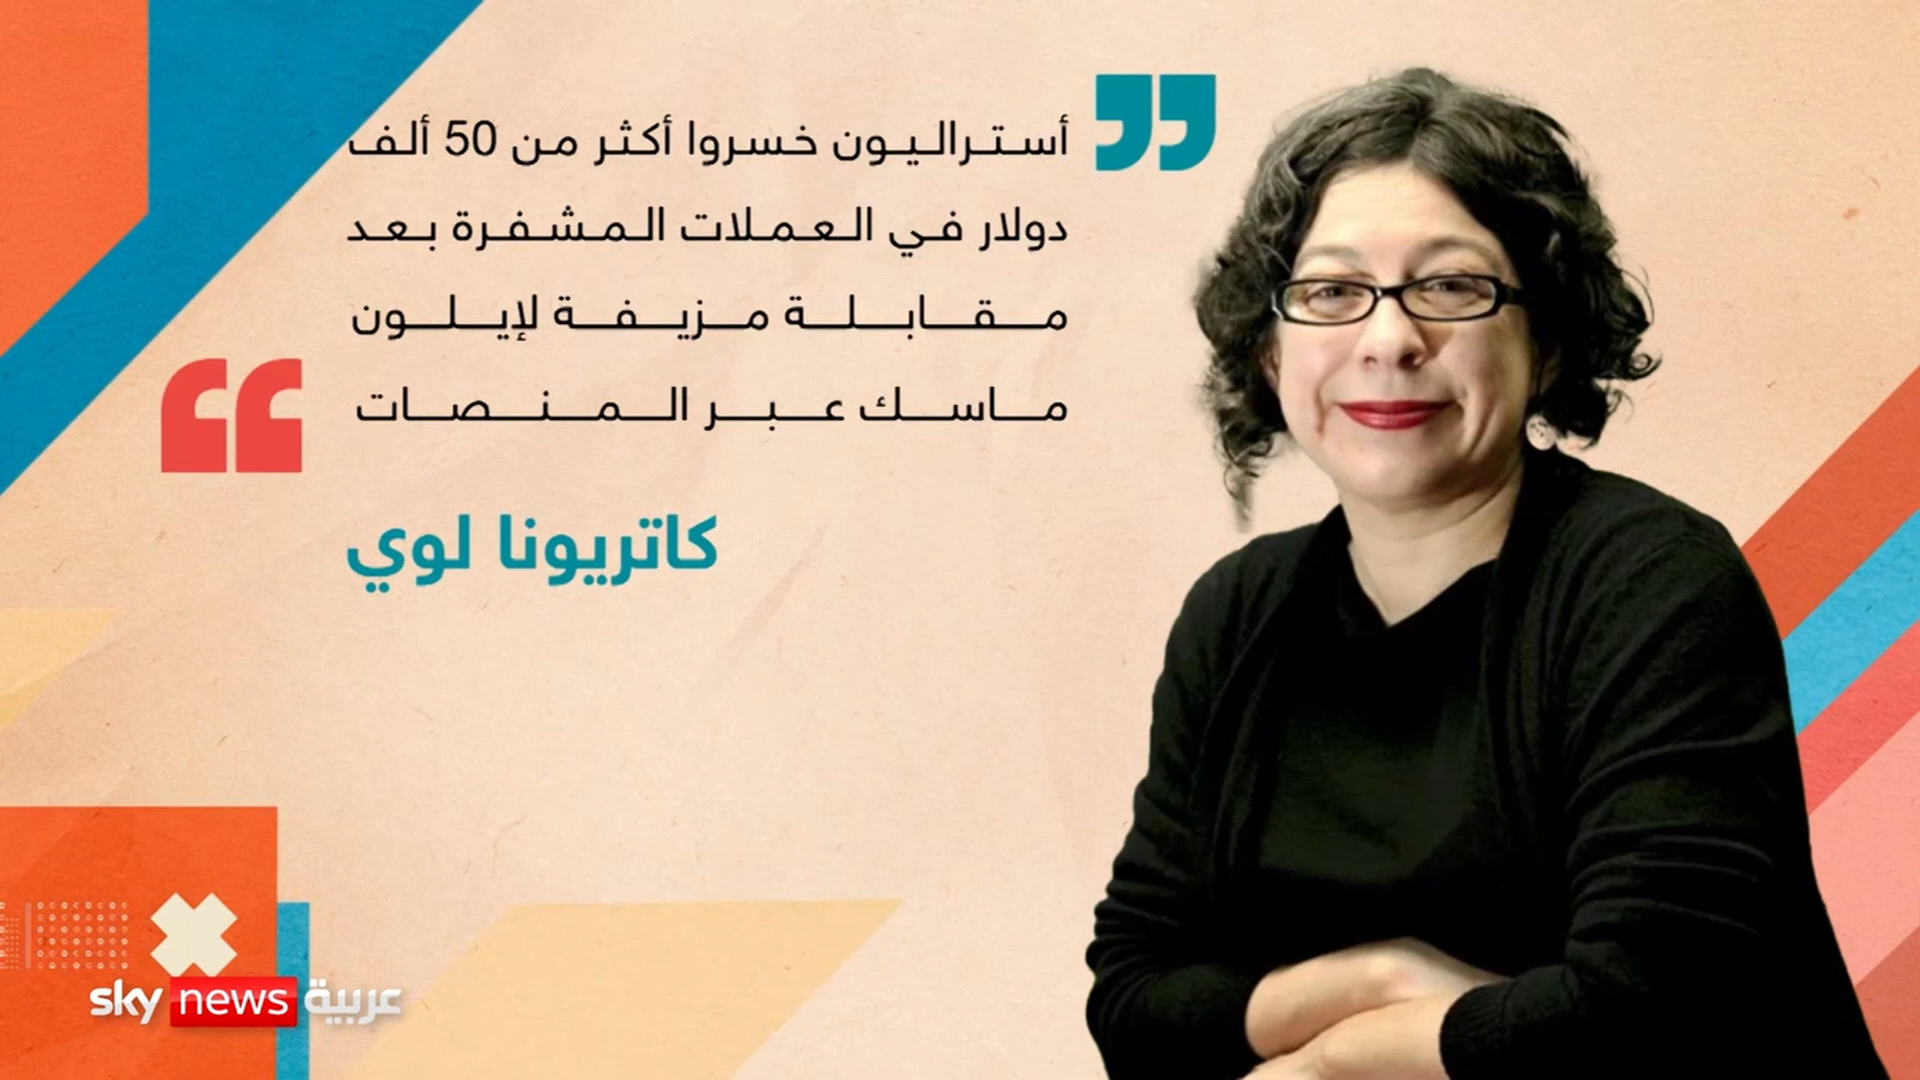 أستراليون خسروا أكثر من 50 ألف
دولار في العملات المشفرة بعد
مقابلة مزيفة لإيلون
ماسك عبر المنصات
كاتريونا لوي
sky news عربية